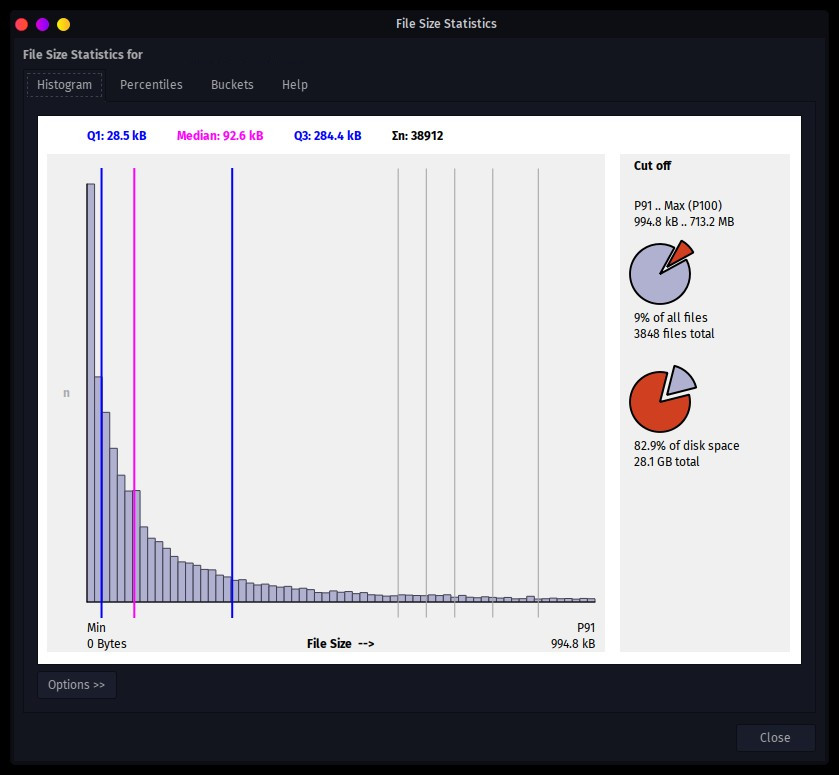 File Size Statistics
File Size Statistics for
Histogram Percentiles Buckets Help
Q1: 28.5 kB Median: 92.6 kB Q3: 284.4 kB Σn: 38912
Cut off
P91 .. Max (P100)
994.8 kB .. 713.2 MB
9% of all files
3848 files total
n
82.9% of disk space
28.1 GB total
Min P91
0 Bytes File Size --> 994.8 kB
Options >>
Close